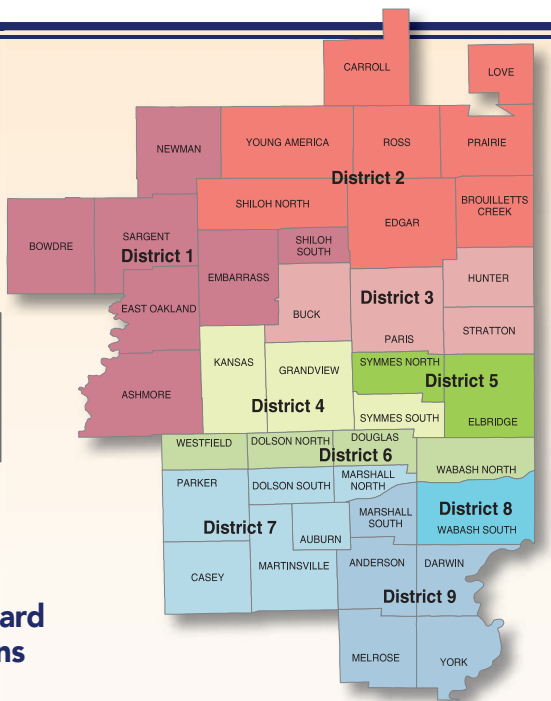 CARROLL
LOVE
NEWMAN
YOUNG AMERICA
ROSS
PRAIRIE
District 2
SHILOH NORTH
BROUILLETTS
CREEK
EDGAR
BOWDRE
SARGENT
District 1
SHILOH
SOUTH
EMBARRASS
HUNTER
District 3
EAST OAKLAND
BUCK
STRATTON
PARIS
KANSAS
GRANDVIEW
SYMMES NORTH
District 5
ASHMORE
District 4
SYMMES SOUTH
ELBRIDGE
WESTFIELD
DOLSON NORTH
DOUGLAS
District 6
WABASH NORTH
PARKER
DOLSON SOUTH
MARSHALL
NORTH
District 7
MARSHALL
SOUTH
District 8
WABASH SOUTH
AUBURN
CASEY
MARTINSVILLE
ANDERSON
DARWIN
District 9
ard
ns
MELROSE
YORK